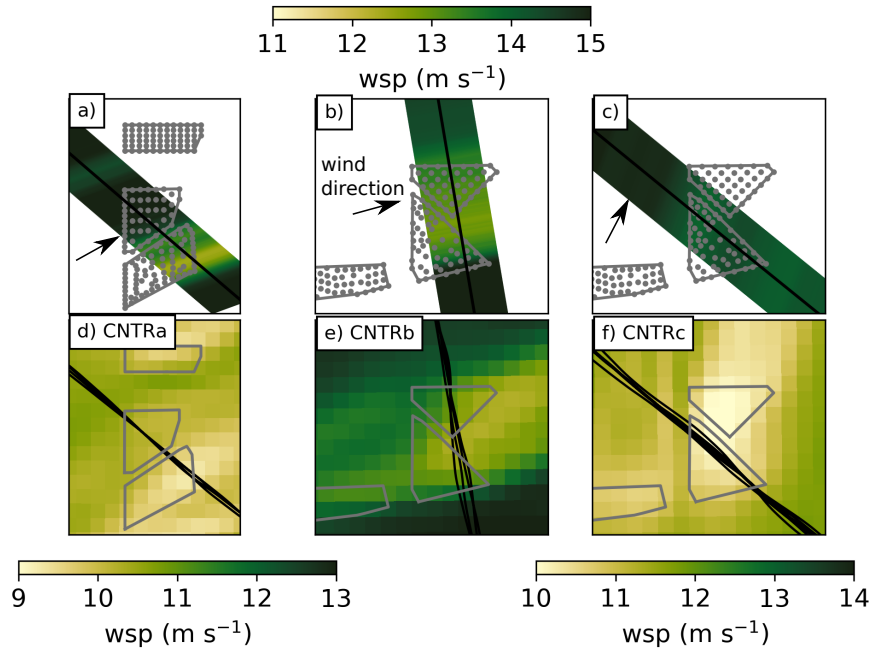 11 12 13 14 15
wsp (m s⁻¹)
a)
b)
c)
wind
direction
d) CNTRa
e) CNTRb
f) CNTRc
9 10 11 12 13
wsp (m s⁻¹)
10 11 12 13 14
wsp (m s⁻¹)